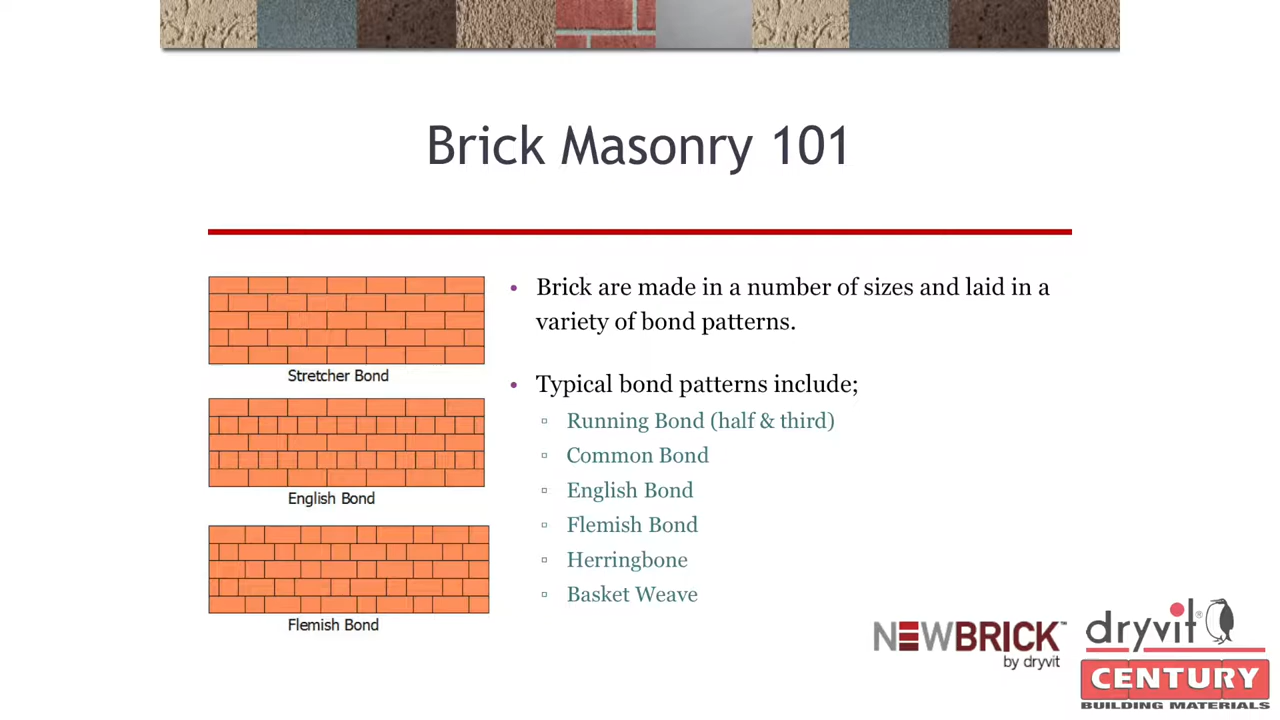 Brick Masonry 101
Stretcher Bond
English Bond
Flemish Bond
• Brick are made in a number of sizes and laid in a
variety of bond patterns.
• Typical bond patterns include;
▫ Running Bond (half & third)
▫ Common Bond
▫ English Bond
▫ Flemish Bond
▫ Herringbone
▫ Basket Weave
NEWBRICK™
by dryvit
dryvit®
CENTURY
BUILDING MATERIALS